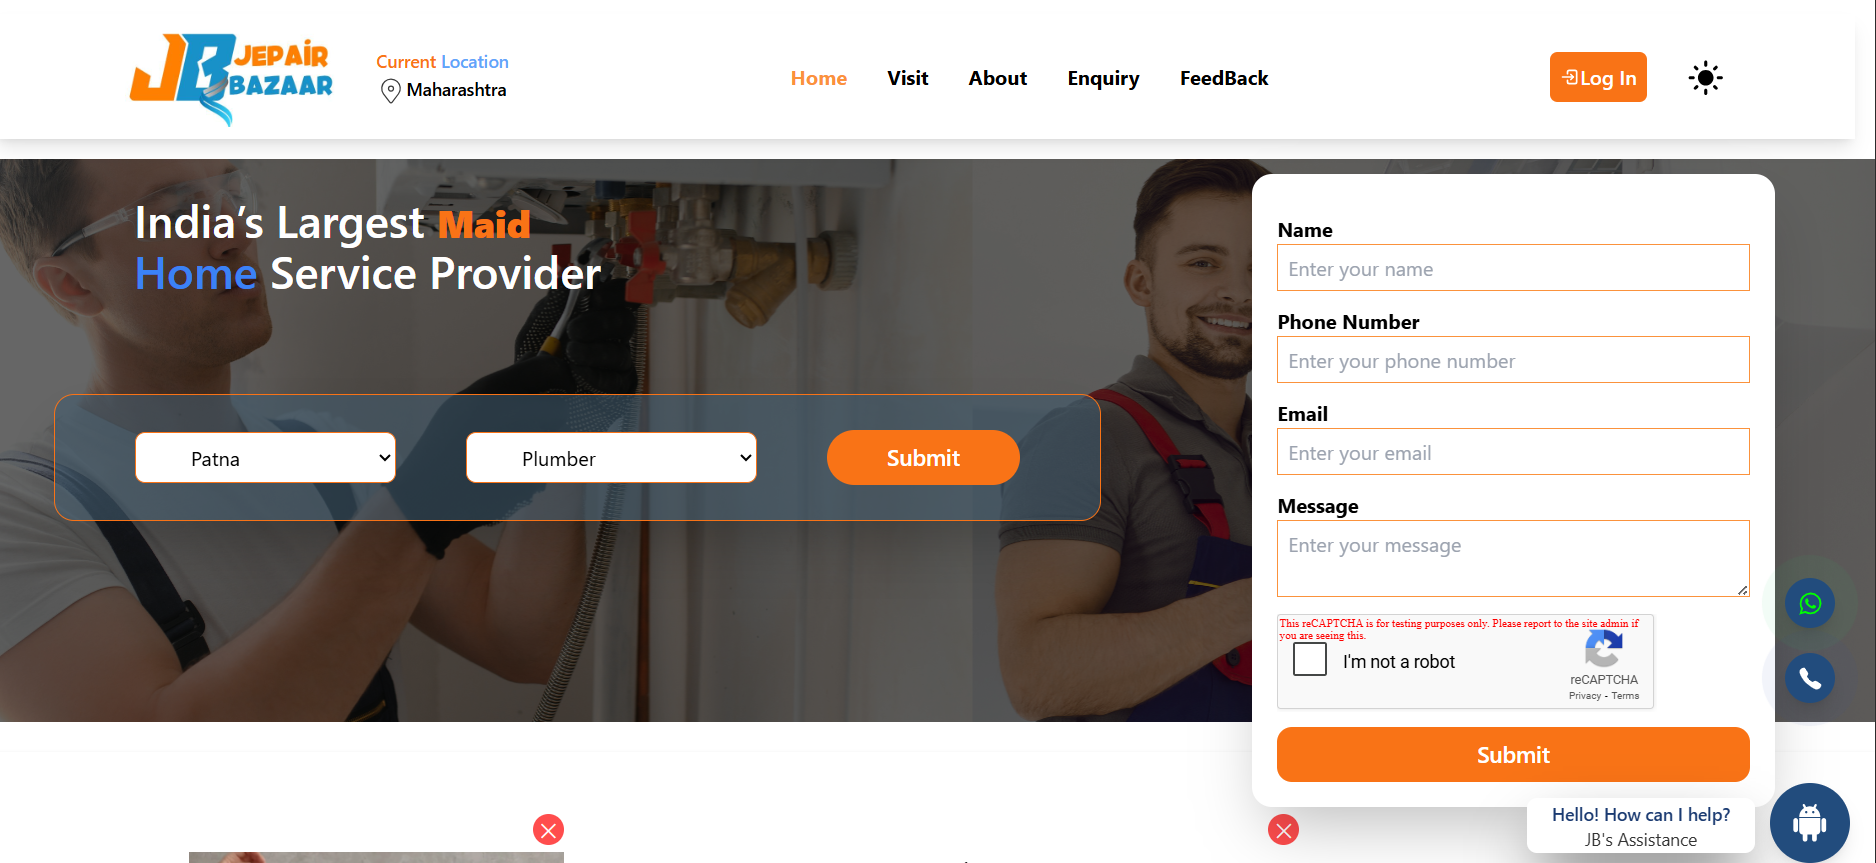 JEPAIR
BAZAAR
Current Location
Maharashtra
Home
Visit
About
Enquiry
FeedBack
Log In
India’s Largest Maid
Home Service Provider
Patna
Plumber
Submit
Name
Enter your name
Phone Number
Enter your phone number
Email
Enter your email
Message
Enter your message
This reCAPTCHA is for testing purposes only. Please report to the site admin if
you are seeing this.
I'm not a robot
reCAPTCHA
Privacy - Terms
Submit
Hello! How can I help?
JB's Assistance